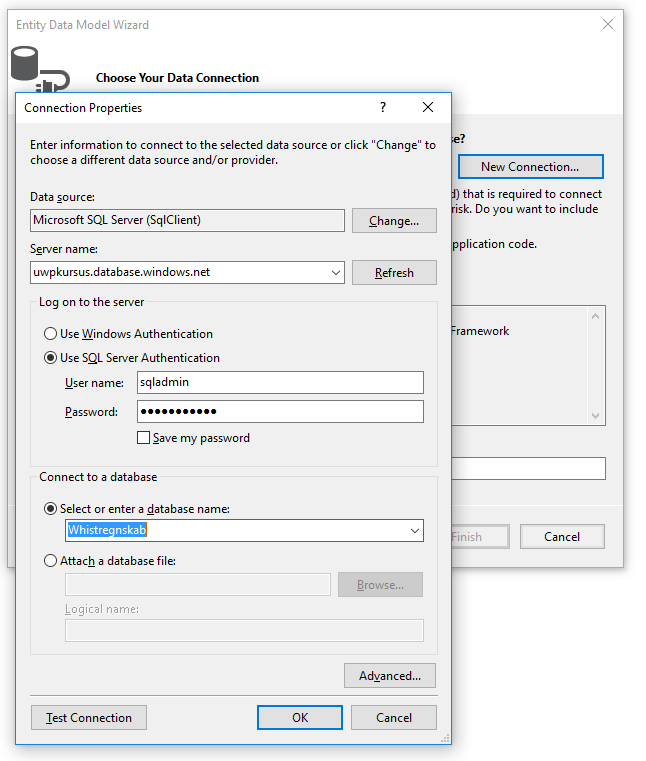 Entity Data Model Wizard
Choose Your Data Connection
Connection Properties
?
Enter information to connect to the selected data source or click "Change" to
choose a different data source and/or provider.
Data source:
Microsoft SQL Server (SqlClient)
Change...
Server name:
uwpkursus.database.windows.net
Refresh
Log on to the server
Use Windows Authentication
Use SQL Server Authentication
User name:
sqladmin
Password:
●●●●●●●●●●●
Save my password
Connect to a database
Select or enter a database name:
Whistregnskab
Attach a database file:
Browse...
Logical name:
Advanced...
Test Connection
OK
Cancel
se?
New Connection...
d) that is required to connect
risk. Do you want to include
pplication code.
Framework
Finish
Cancel